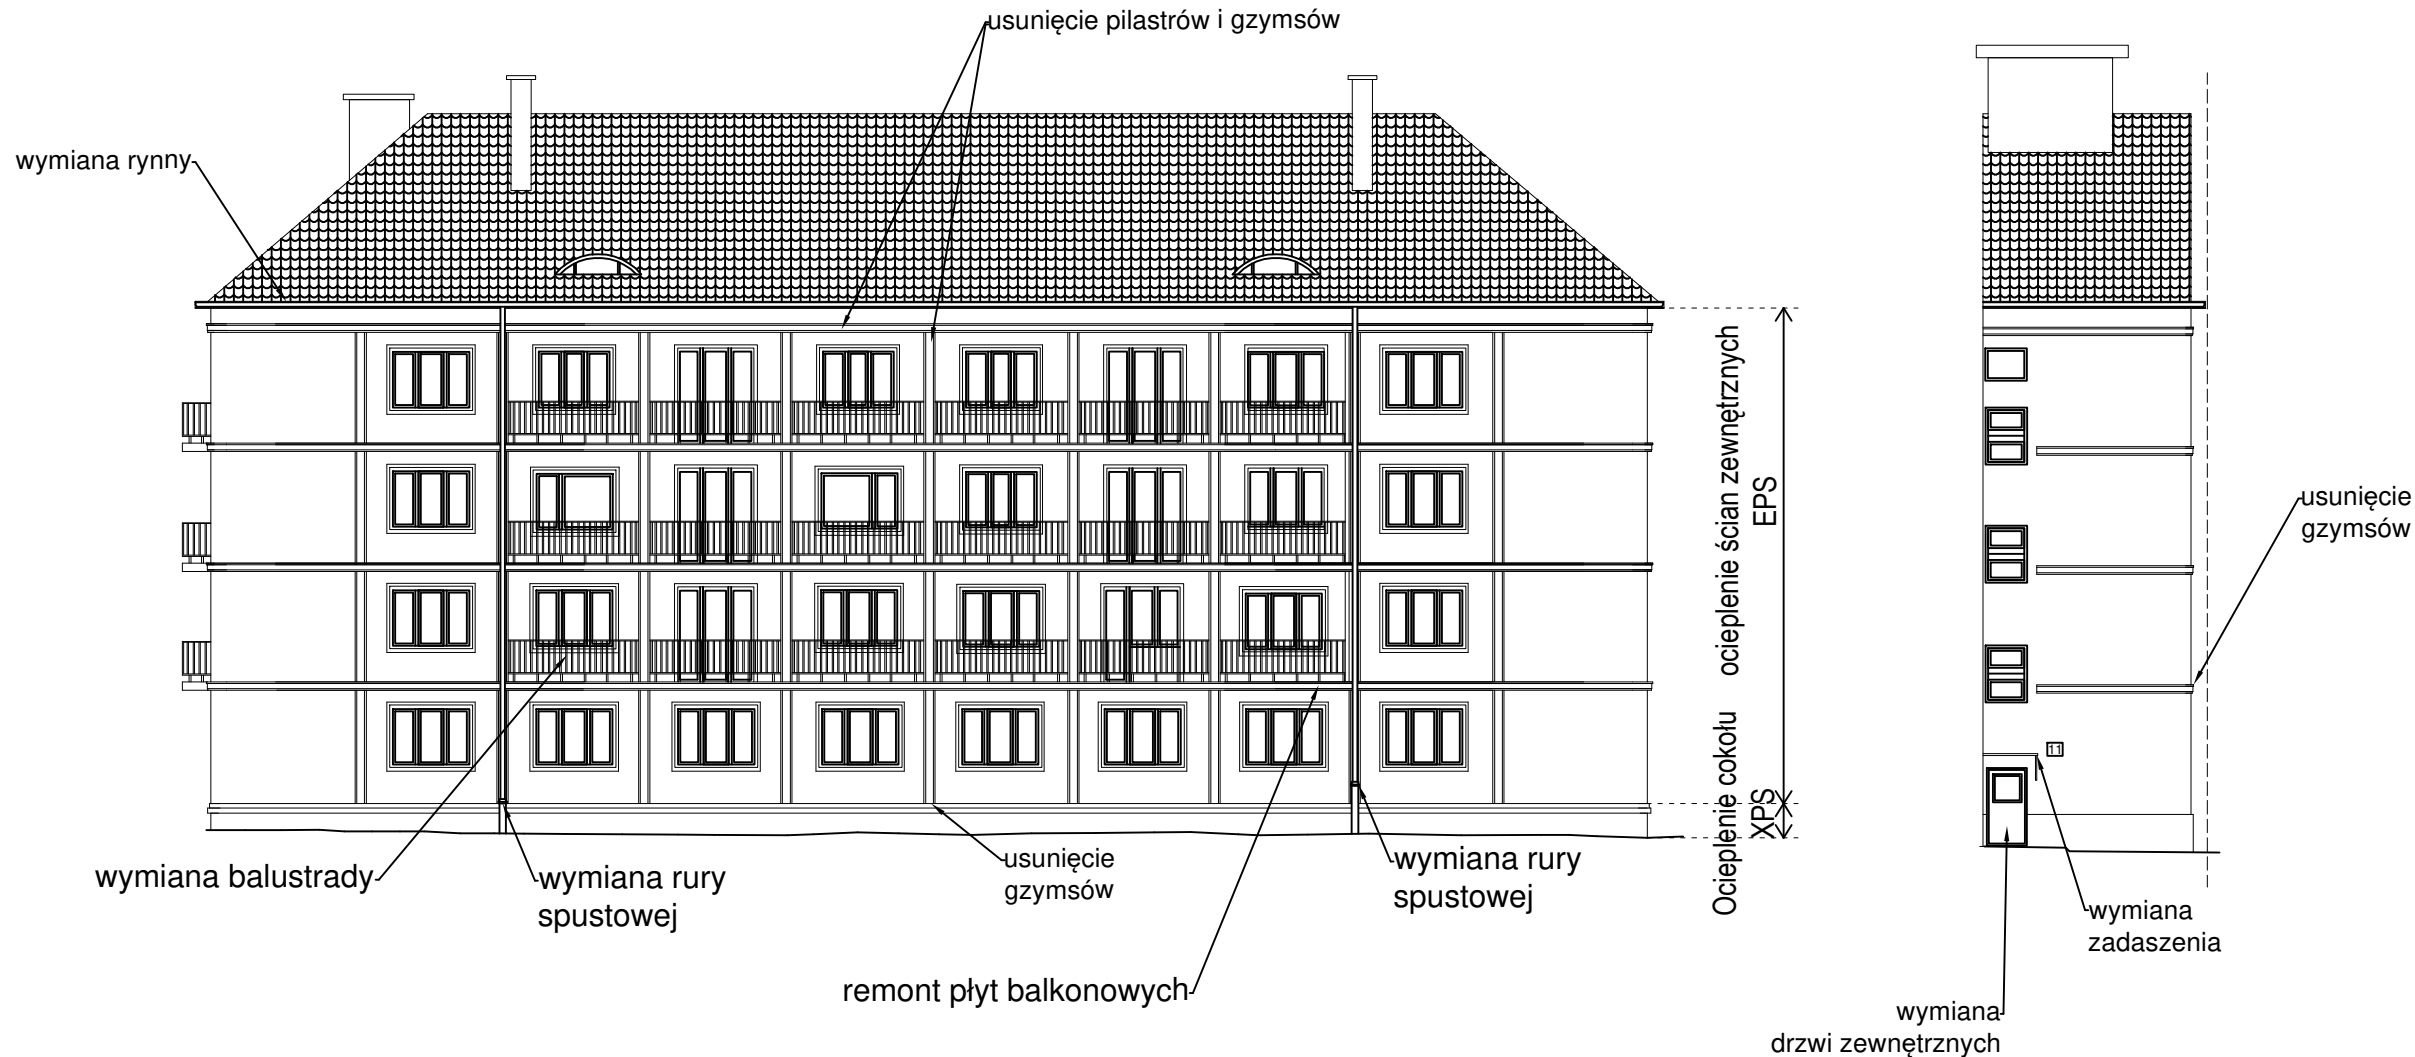 usunięcie pilastrów i gzymsów
wymiana rynny
ocieplenie ścian zewnętrznych
EPS
Ocieplenie cokołu
XPS
usunięcie
gzymsów
11
wymiana balustrady
wymiana rury
spustowej
usunięcie
gzymsów
wymiana rury
spustowej
remont płyt balkonowych
wymiana
zadaszenia
wymiana
drzwi zewnętrznych